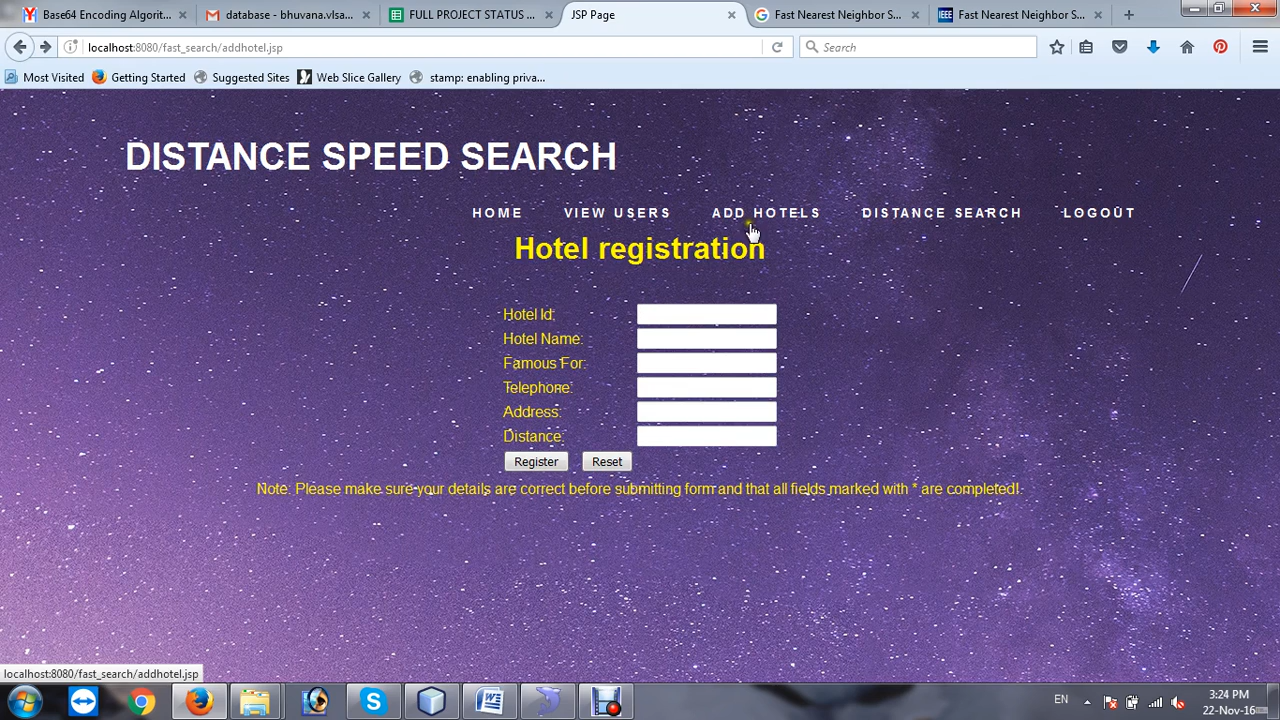 Base64 Encoding Algorit...
database - bhuvana.vlsa...
FULL PROJECT STATUS ...
JSP Page
Fast Nearest Neighbor S...
Fast Nearest Neighbor S...
localhost:8080/fast_search/addhotel.jsp
Search
Most Visited
Getting Started
Suggested Sites
Web Slice Gallery
stamp: enabling priva...
DISTANCE SPEED SEARCH
HOME VIEW USERS ADD HOTELS DISTANCE SEARCH LOGOUT
Hotel registration
Hotel Id:
Hotel Name:
Famous For:
Telephone:
Address:
Distance:
Register Reset
Note: Please make sure your details are correct before submitting form and that all fields marked with * are completed!
localhost:8080/fast_search/addhotel.jsp
EN
3:24 PM
22-Nov-16